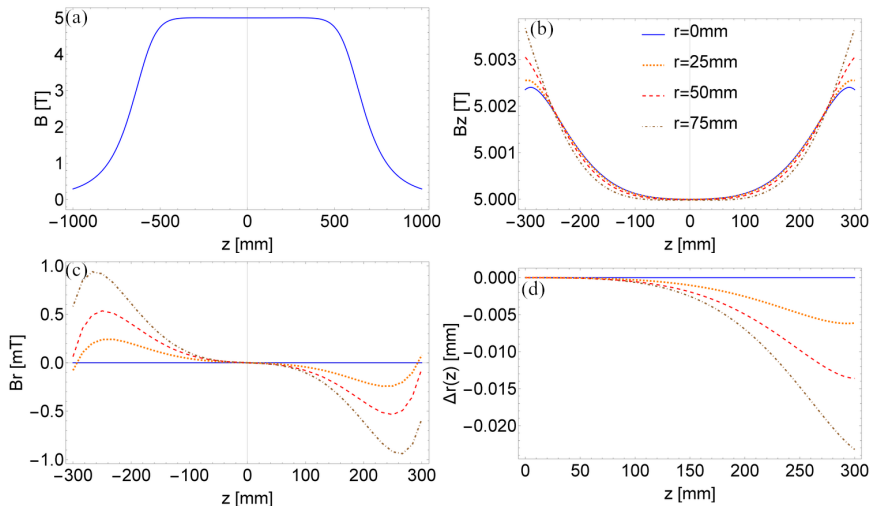 (a)
B [T]
5
4
3
2
1
0
−1000 −500 0 500 1000
z [mm]
(b)
Bz [T]
5.003
5.002
5.001
5.000
r=0mm
r=25mm
r=50mm
r=75mm
−300 −200 −100 0 100 200 300
z [mm]
(c)
Br [mT]
1.0
0.5
0.0
−0.5
−1.0
−300 −200 −100 0 100 200 300
z [mm]
(d)
Δr(z) [mm]
0.000
−0.005
−0.010
−0.015
−0.020
0 50 100 150 200 250 300
z [mm]